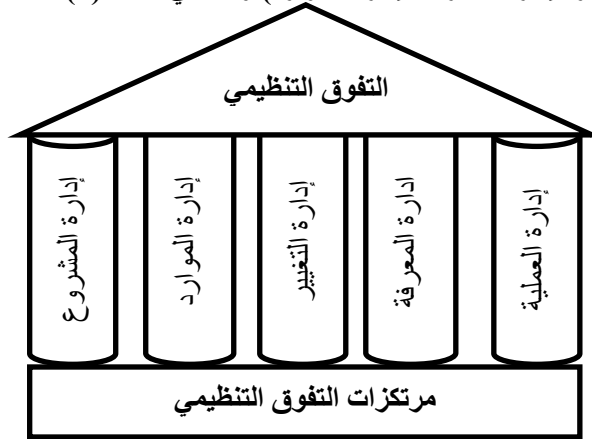 التفوق التنظيمي
إدارة العملية
ادارة المعرفة
إدارة التغيير
إدارة الموارد
إدارة المشروع
مرتكزات التفوق التنظيمي